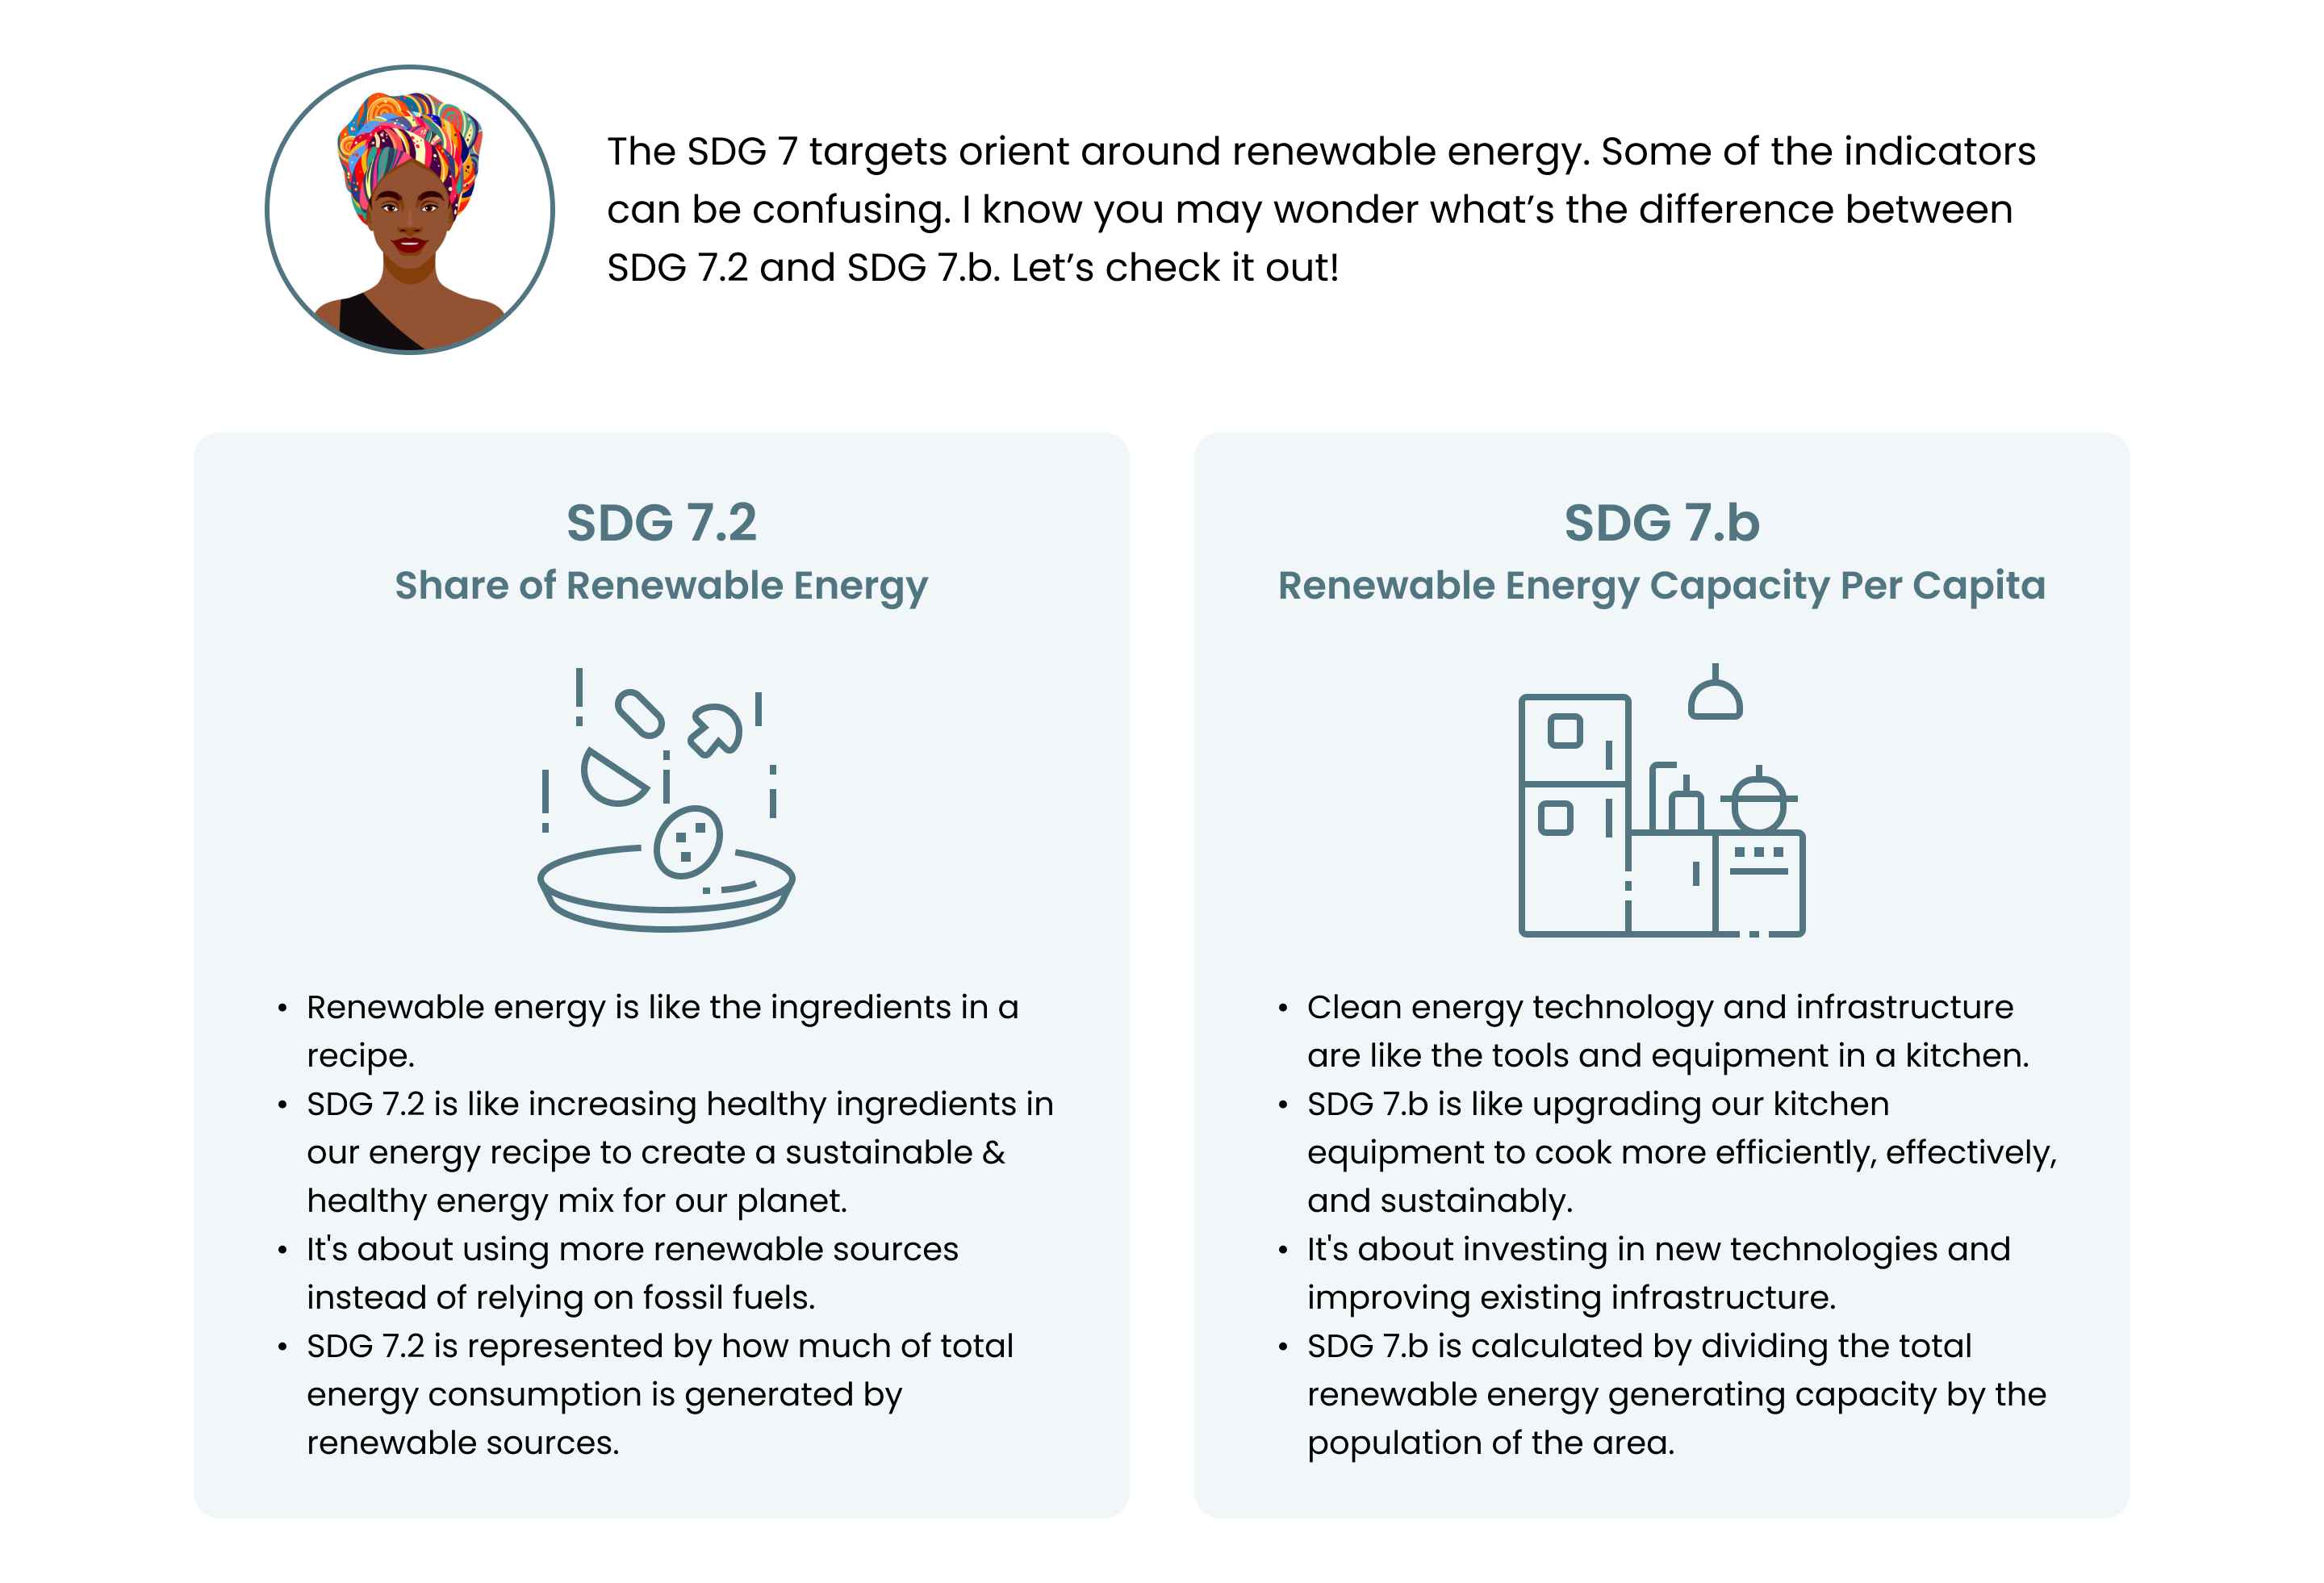 The SDG 7 targets orient around renewable energy. Some of the indicators
can be confusing. I know you may wonder what’s the difference between
SDG 7.2 and SDG 7.b. Let’s check it out!
SDG 7.2
Share of Renewable Energy
• Renewable energy is like the ingredients in a
recipe.
• SDG 7.2 is like increasing healthy ingredients in
our energy recipe to create a sustainable &
healthy energy mix for our planet.
• It's about using more renewable sources
instead of relying on fossil fuels.
• SDG 7.2 is represented by how much of total
energy consumption is generated by
renewable sources.
SDG 7.b
Renewable Energy Capacity Per Capita
• Clean energy technology and infrastructure
are like the tools and equipment in a kitchen.
• SDG 7.b is like upgrading our kitchen
equipment to cook more efficiently, effectively,
and sustainably.
• It's about investing in new technologies and
improving existing infrastructure.
• SDG 7.b is calculated by dividing the total
renewable energy generating capacity by the
population of the area.